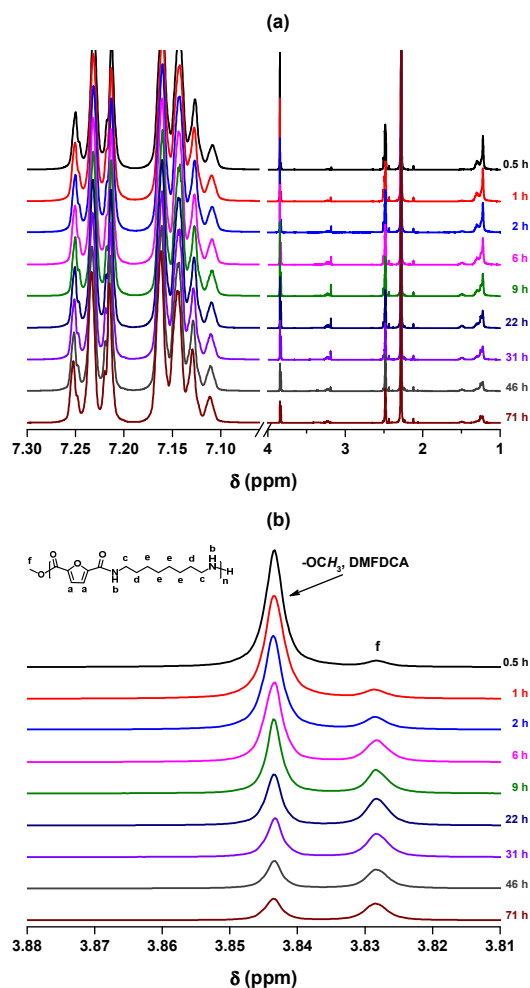 (a)
0.5 h
1 h
2 h
6 h
9 h
22 h
31 h
46 h
71 h
7.30 7.25 7.20 7.15 7.10 4 3 2 1
δ (ppm)
(b)
f O O c e e d H b
O N d e e c N H
a a H b n
-OCH3, DMFDCA
f
0.5 h
1 h
2 h
6 h
9 h
22 h
31 h
46 h
71 h
3.88 3.87 3.86 3.85 3.84 3.83 3.82 3.81
δ (ppm)